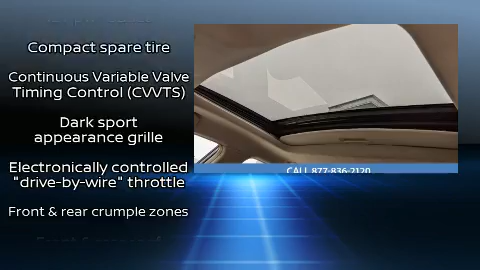 Compact spare tire
Continuous Variable Valve
Timing Control (CVVTS)
Dark sport
appearance grille
Electronically controlled
"drive-by-wire" throttle
Front & rear crumple zones
CALL 877-836-2120